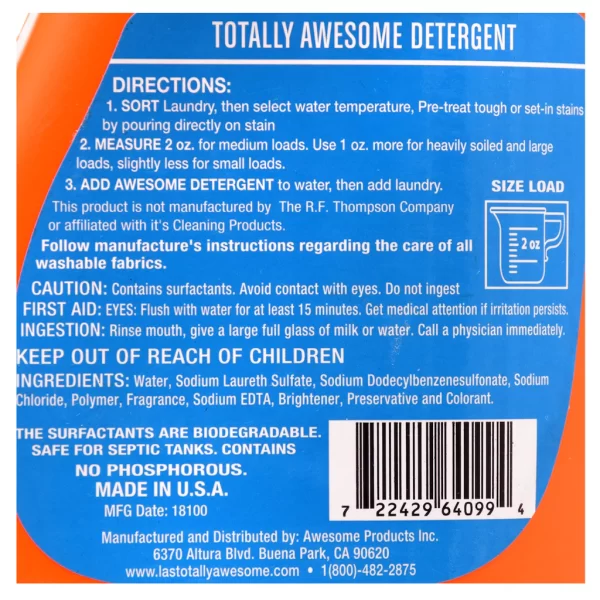 TOTALLY AWESOME DETERGENT
DIRECTIONS:
1. SORT Laundry, then select water temperature, Pre-treat tough or set-in stains
by pouring directly on stain
2. MEASURE 2 oz. for medium loads. Use 1 oz. more for heavily soiled and large
loads, slightly less for small loads.
3. ADD AWESOME DETERGENT to water, then add laundry.
This product is not manufactured by The R.F. Thompson Company
or affiliated with it's Cleaning Products.
Follow manufacture's instructions regarding the care of all
washable fabrics.
SIZE LOAD
2 oz
CAUTION: Contains surfactants. Avoid contact with eyes. Do not ingest
FIRST AID: EYES: Flush with water for at least 15 minutes. Get medical attention if irritation persists.
INGESTION: Rinse mouth, give a large full glass of milk or water. Call a physician immediately.
KEEP OUT OF REACH OF CHILDREN
INGREDIENTS: Water, Sodium Laureth Sulfate, Sodium Dodecylbenzenesulfonate, Sodium
Chloride, Polymer, Fragrance, Sodium EDTA, Brightener, Preservative and Colorant.
THE SURFACTANTS ARE BIODEGRADABLE.
SAFE FOR SEPTIC TANKS. CONTAINS
NO PHOSPHOROUS.
MADE IN U.S.A.
MFG Date: 18100
7 22429 64099 4
Manufactured and Distributed by: Awesome Products Inc.
6370 Altura Blvd. Buena Park, CA 90620
www.lastotallyawesome.com • 1(800)-482-2875